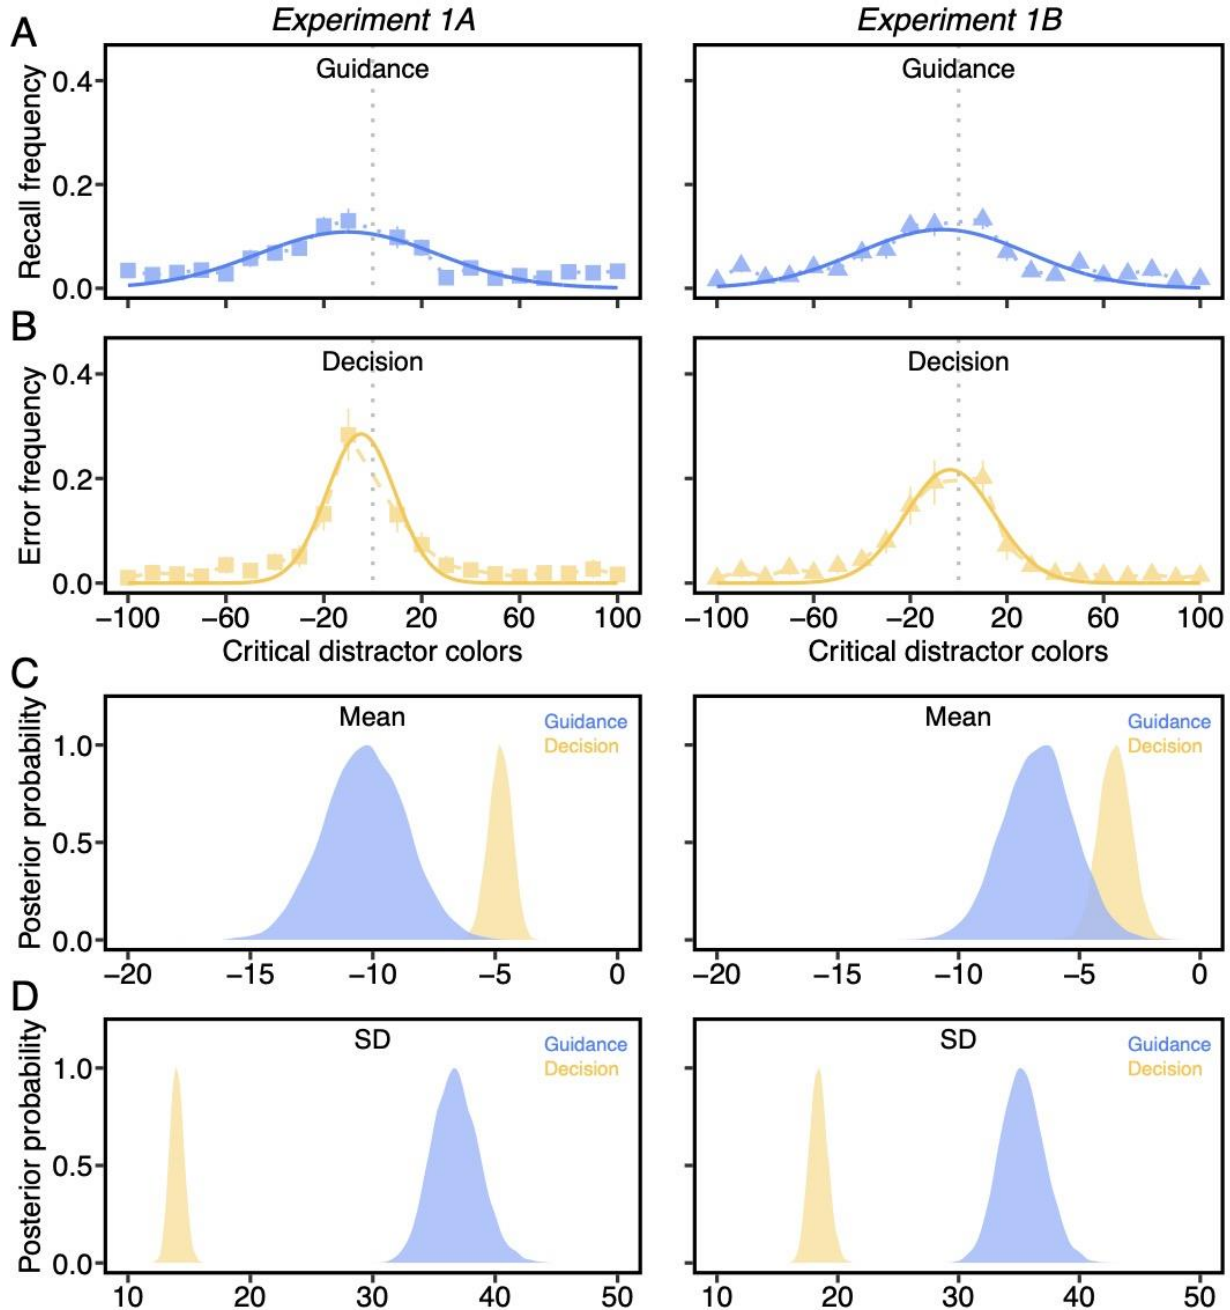 Experiment 1A
Experiment 1B
A
Recall frequency
0.4
0.2
0.0
Guidance
Guidance
B
Error frequency
0.4
0.2
0.0
Decision
Decision
−100 −60 −20 20 60 100
−100 −60 −20 20 60 100
Critical distractor colors
Critical distractor colors
C
Posterior probability
1.0
0.5
0.0
Mean
Guidance
Decision
Mean
Guidance
Decision
−20 −15 −10 −5 0
−20 −15 −10 −5 0
D
Posterior probability
1.0
0.5
0.0
SD
Guidance
Decision
SD
Guidance
Decision
10 20 30 40 50
10 20 30 40 50